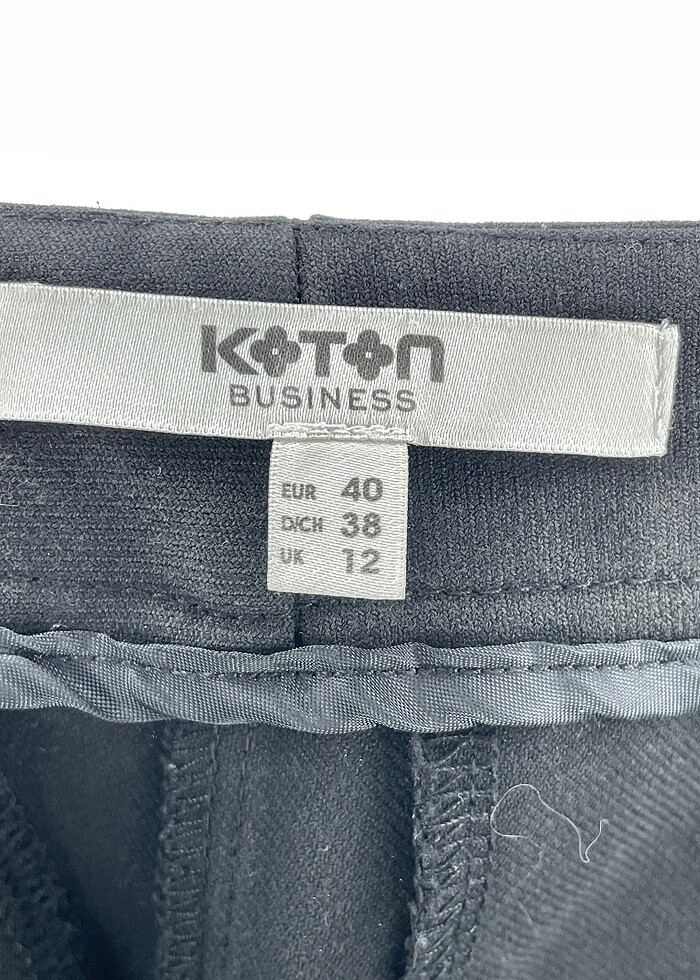 KOTON
BUSINESS
EUR 40
D/CH 38
UK 12